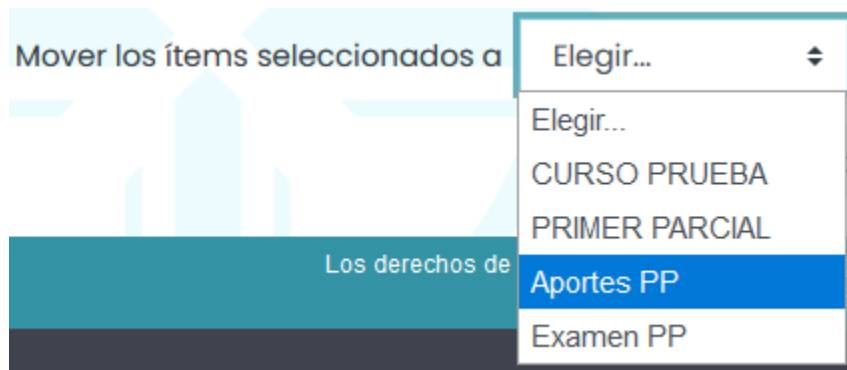 Mover los ítems seleccionados a Elegir...
Elegir...
CURSO PRUEBA
PRIMER PARCIAL
Los derechos de
Aportes PP
Examen PP